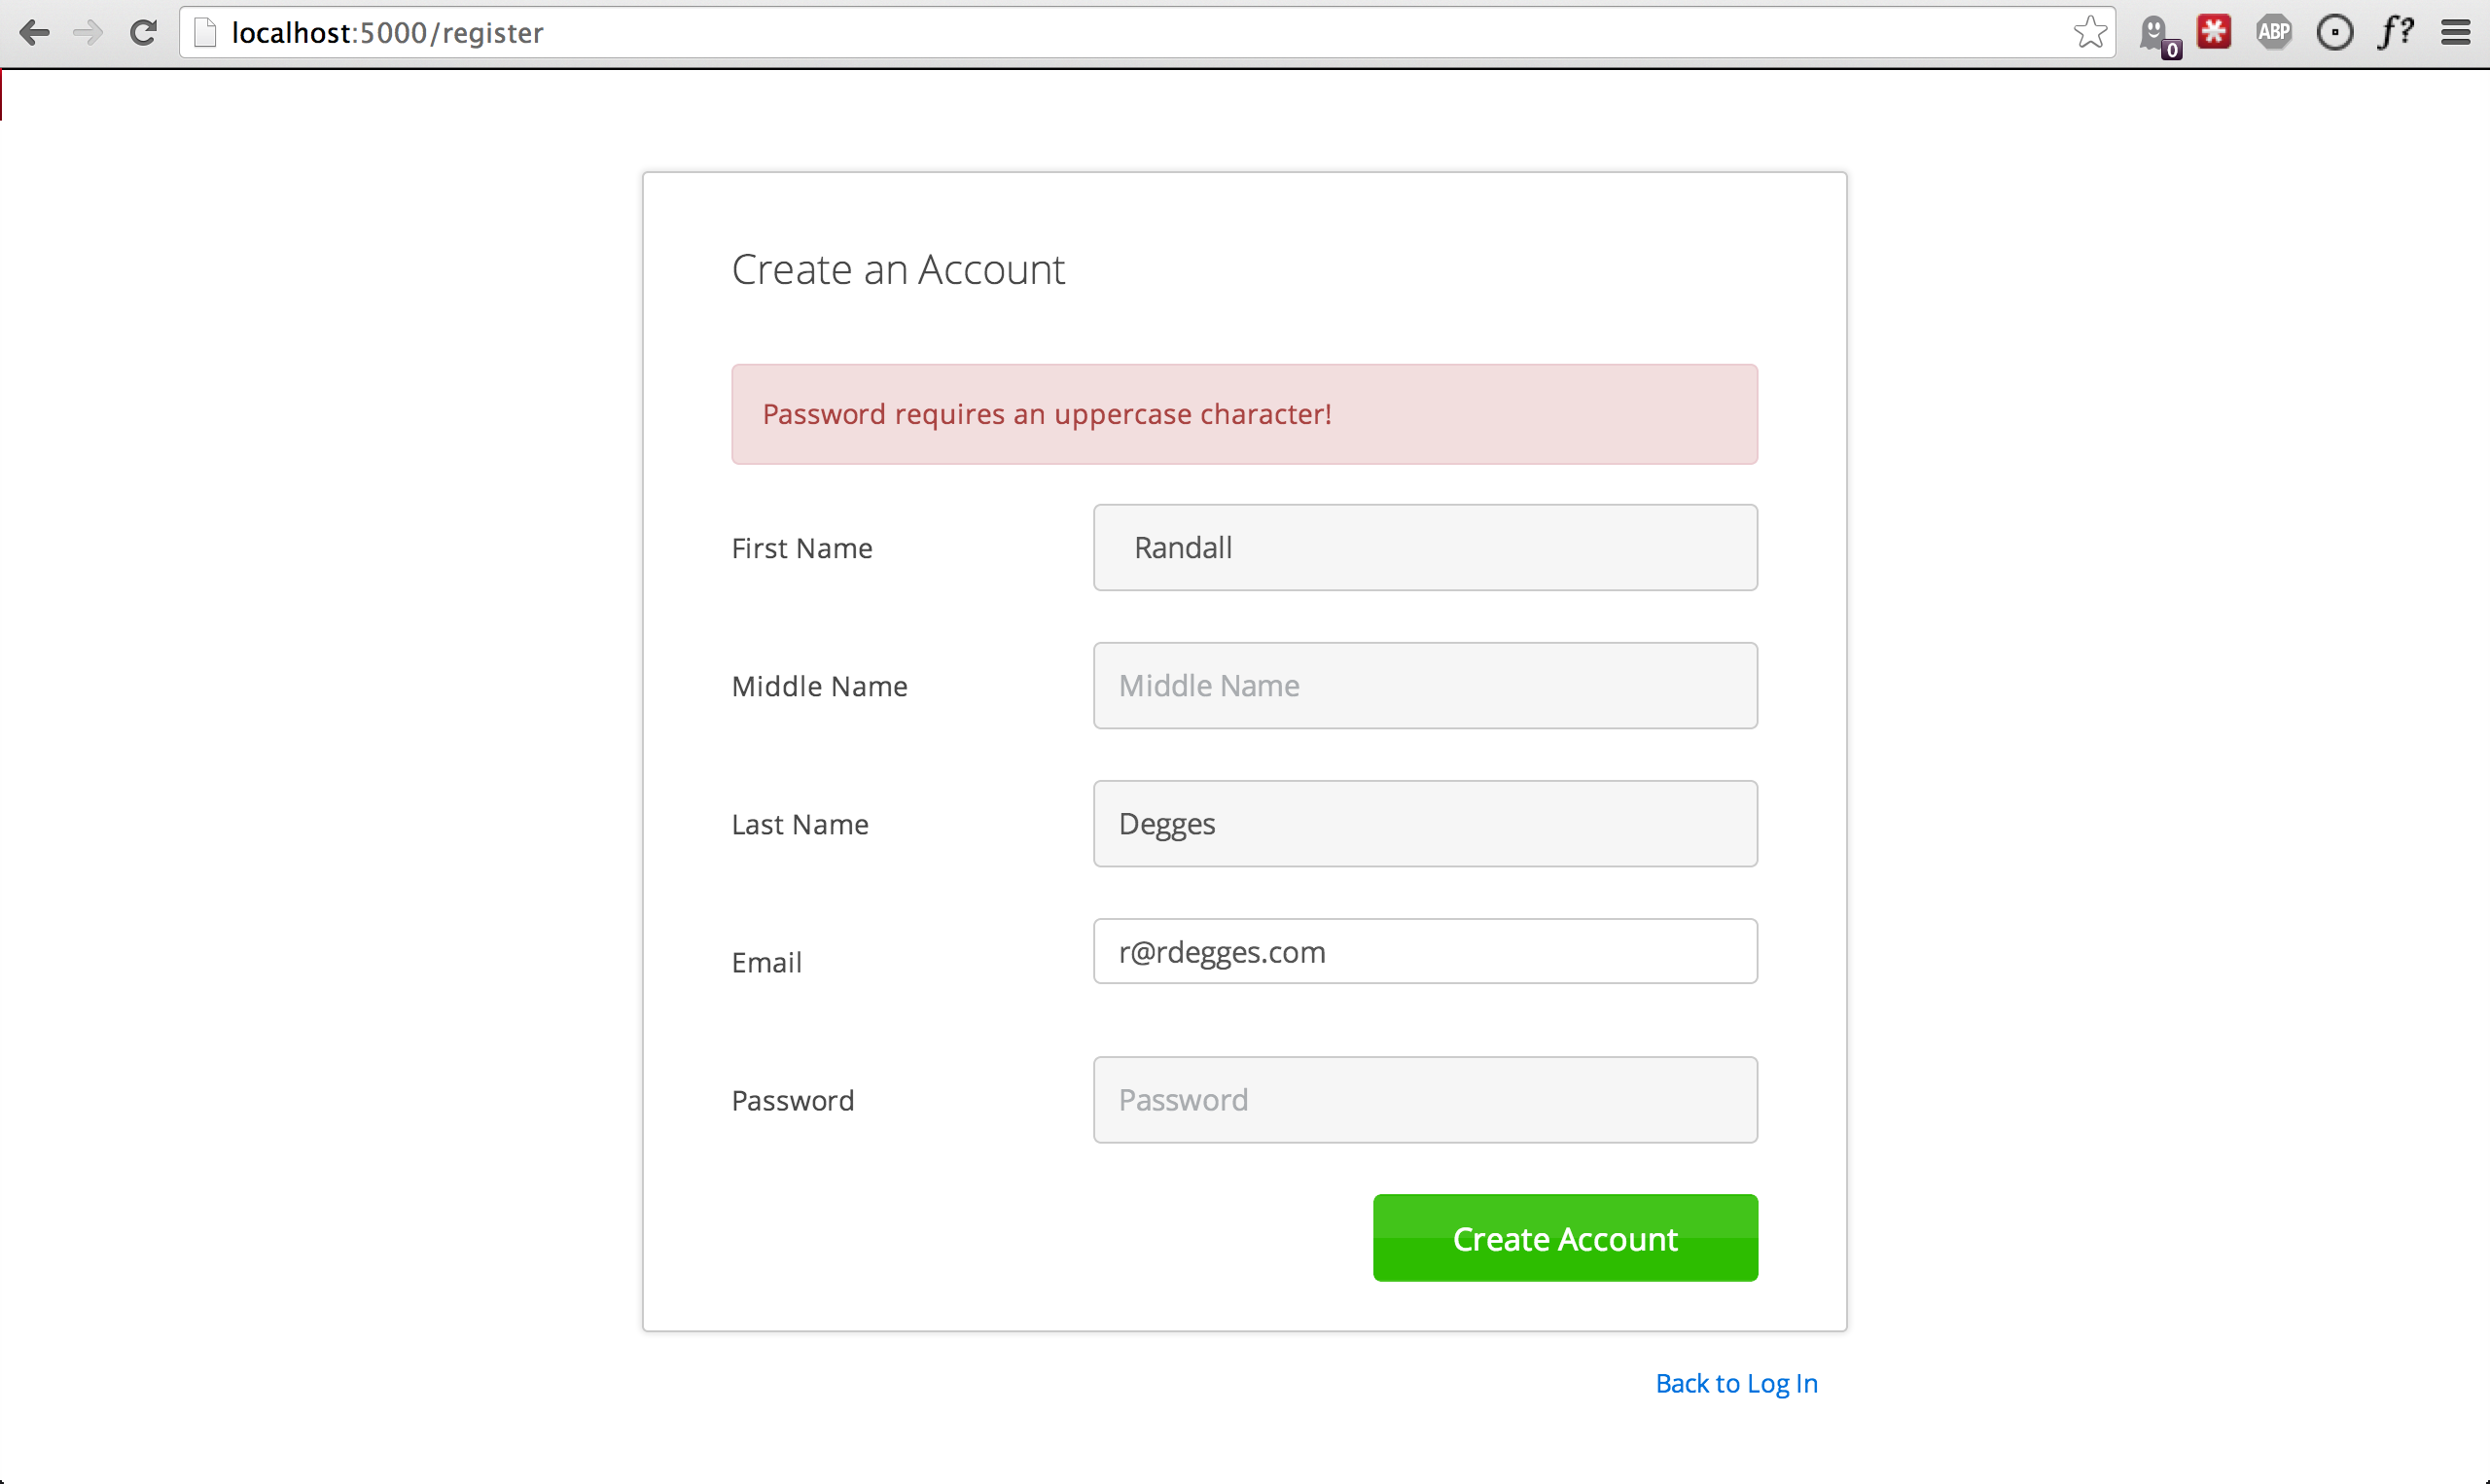 localhost:5000/register
0
ABP
f?
Create an Account
Password requires an uppercase character!
First Name
Randall
Middle Name
Middle Name
Last Name
Degges
Email
r@rdegges.com
Password
Password
Create Account
Back to Log In